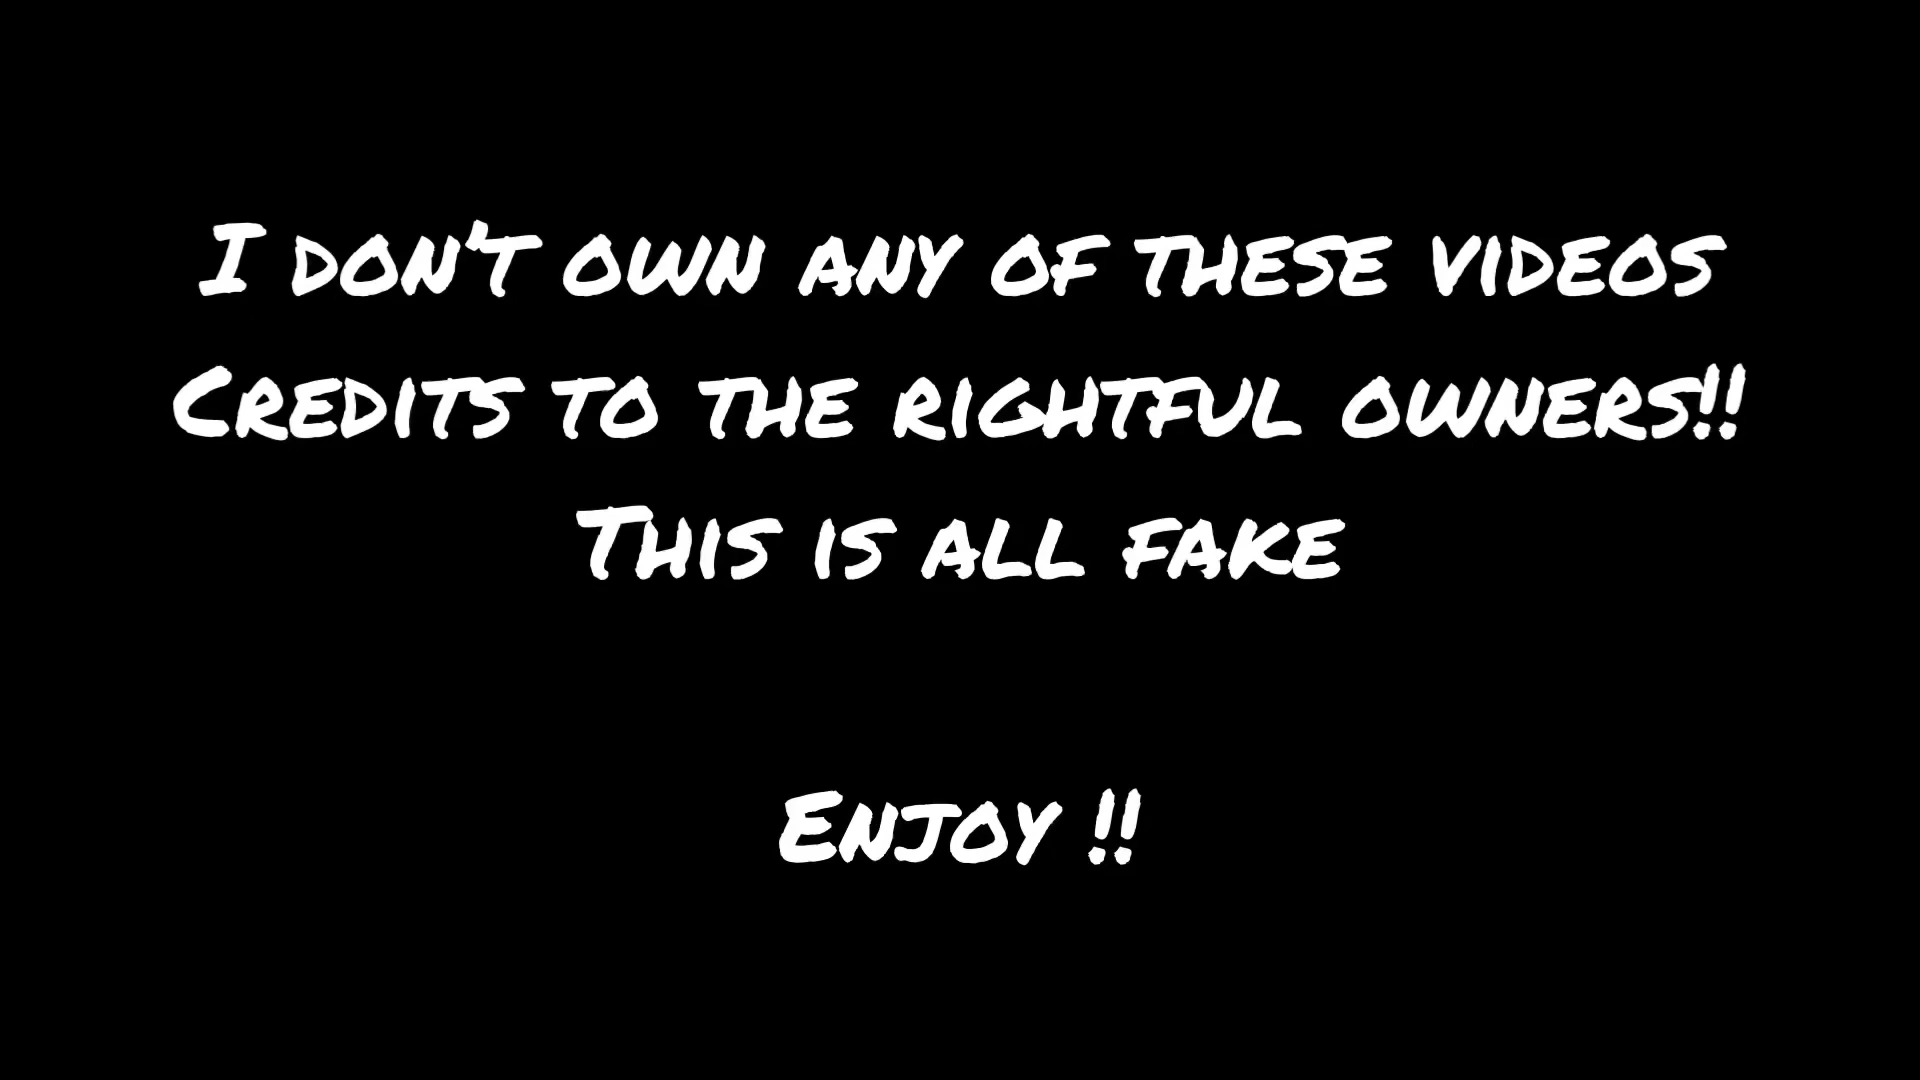 I don't own any of these videos
Credits to the rightful owners!!
This is all fake
Enjoy !!